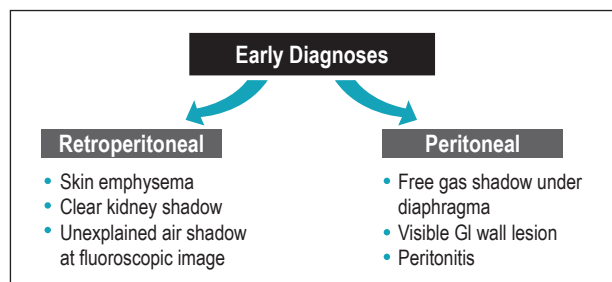 Early Diagnoses
Retroperitoneal
• Skin emphysema
• Clear kidney shadow
• Unexplained air shadow
at fluoroscopic image
Peritoneal
• Free gas shadow under
diaphragma
• Visible GI wall lesion
• Peritonitis